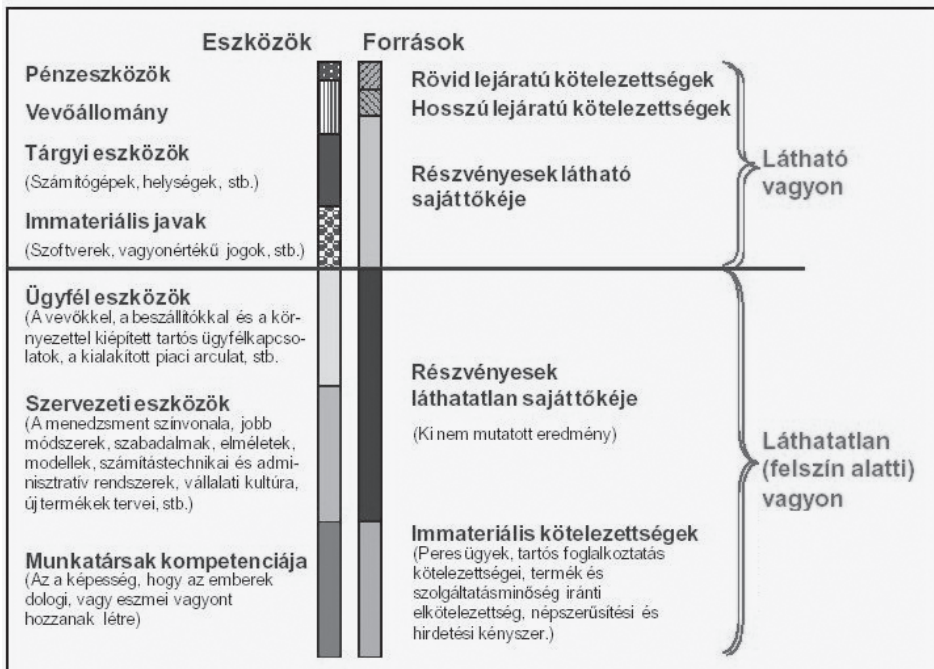 Eszközök
Források
Pénzeszközök
Vevőállomány
Tárgyi eszközök
(Számítógépek, helységek, stb.)
Immateriális javak
(Szoftverek, vagyonértékű jogok, stb.)
Rövid lejáratú kötelezettségek
Hosszú lejáratú kötelezettségek
Részvényesek látható
saját tőkéje
Látható
vagyon
Ügyfél eszközök
(A vevőkkel, a beszállítókkal és a kör-
nyezettel kiépített tartós ügyfélkapcso-
latok, a kialakított piaci arculat, stb.
Szervezeti eszközök
(A menedzsment színvonala, jobb
módszerek, szabadalmak, elméletek,
modellek, számítástechnikai és admi-
nisztratív rendszerek, vállalati kultúra,
új termékek tervei, stb.)
Munkatársak kompetenciája
(Az a képesség, hogy az emberek
dologi, vagy eszmei vagyont
hozzanak létre)
Részvényesek
láthatatlan saját tőkéje
(Ki nem mutatott eredmény)
Immateriális kötelezettségek
(Peres ügyek, tartós foglalkoztatás
kötelezettségei, termék és
szolgáltatásminőség iránti
elkötelezettség, népszerűsítési és
hirdetési kényszer.)
Láthatatlan
(felszín alatti)
vagyon